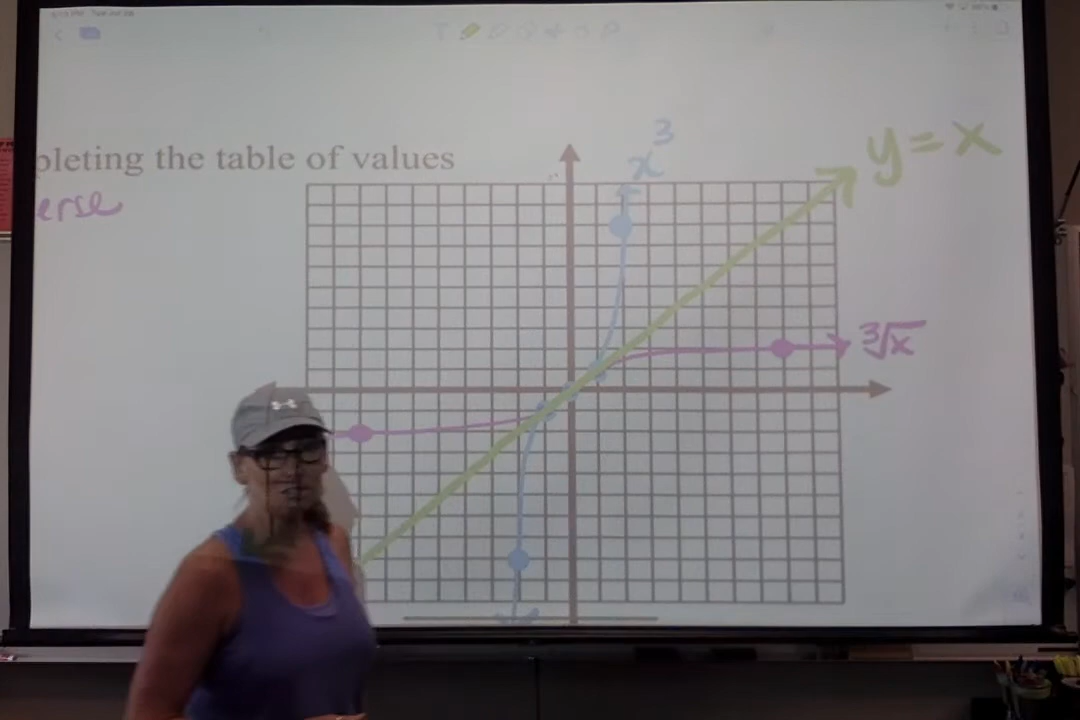 pleting the table of values
erse
x³
y = x
∛x